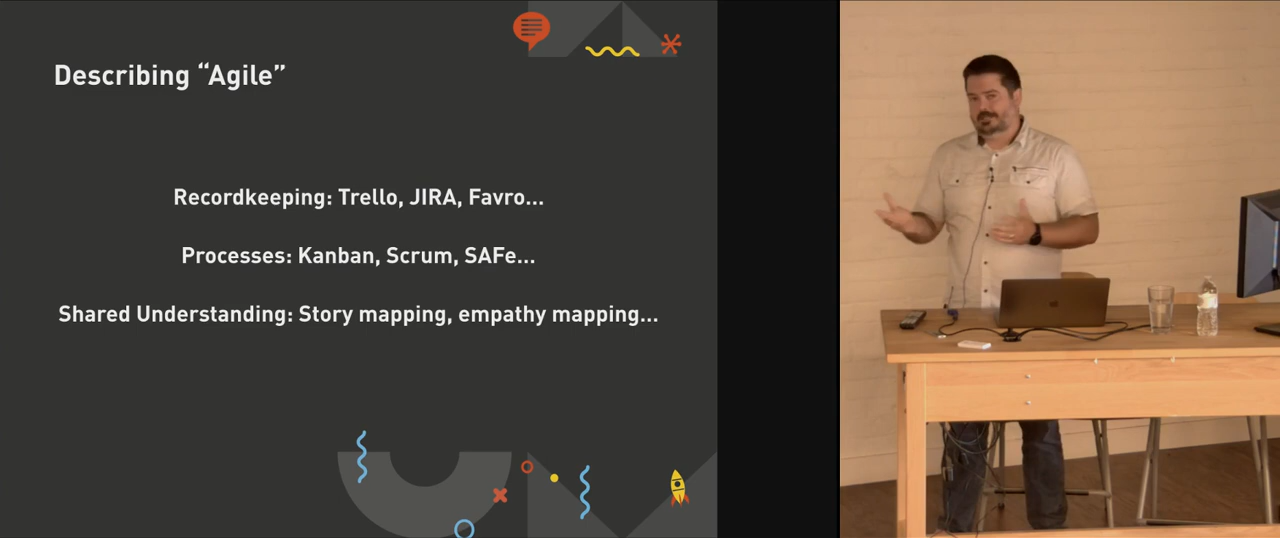 Describing “Agile”
Recordkeeping: Trello, JIRA, Favro...
Processes: Kanban, Scrum, SAFe...
Shared Understanding: Story mapping, empathy mapping...